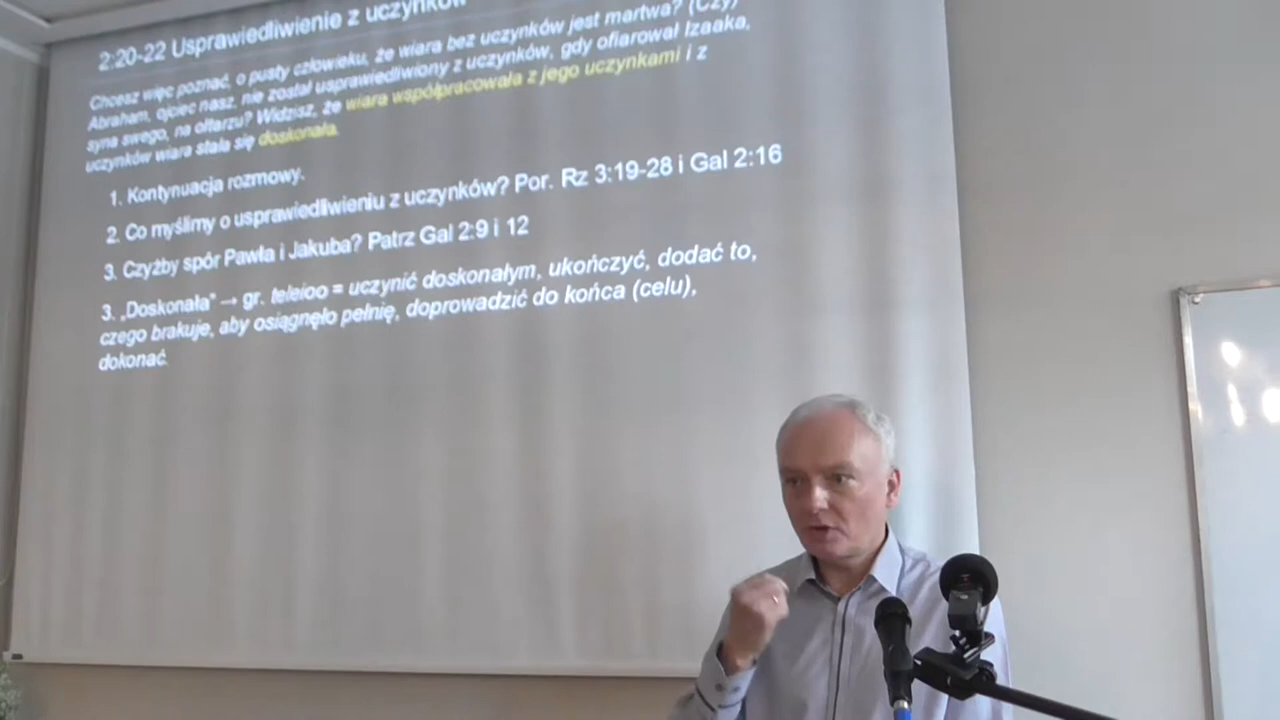 2:20-22 Usprawiedliwienie z uczynków
Chcesz więc poznać, o pusty człowieku, że wiara bez uczynków jest martwa? (Czy)
Abraham, ojciec nasz, nie został usprawiedliwiony z uczynków, gdy ofiarował Izaaka,
syna swego, na ołtarzu? Widzisz, że wiara współpracowała z jego uczynkami i z
uczynków wiara stała się doskonała.
1. Kontynuacja rozmowy.
2. Co myślimy o usprawiedliwieniu z uczynków? Por. Rz 3:19-28 i Gal 2:16
3. Czyżby spór Pawła i Jakuba? Patrz Gal 2:9 i 12
3. „Doskonała" → gr. teleioo = uczynić doskonałym, ukończyć, dodać to,
czego brakuje, aby osiągnęło pełnię, doprowadzić do końca (celu),
dokonać.